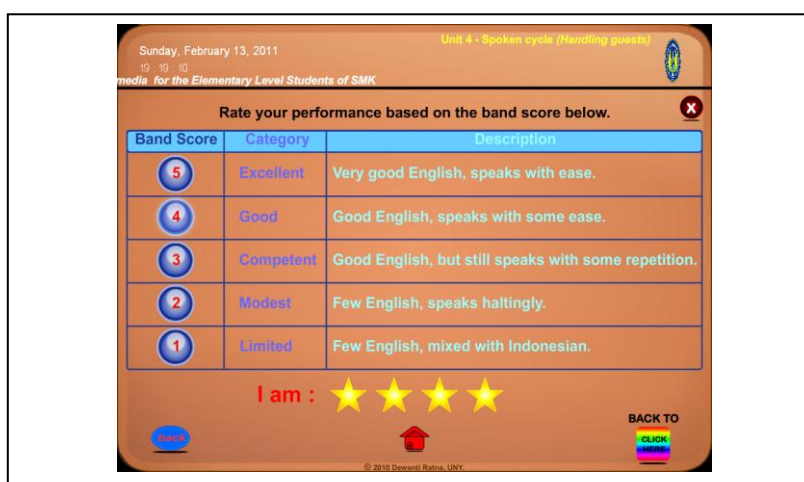 Unit 4 - Spoken cycle (Handling guests)
Sunday, February 13, 2011
19 : 19 : 10
media for the Elementary Level Students of SMK
Rate your performance based on the band score below.
X
Band Score Category Description
5 Excellent Very good English, speaks with ease.
4 Good Good English, speaks with some ease.
3 Competent Good English, but still speaks with some repetition.
2 Modest Few English, speaks haltingly.
1 Limited Few English, mixed with Indonesian.
I am :
BACK TO
back
CLICK
HERE
© 2010 Dewanti Ratna, UNY.